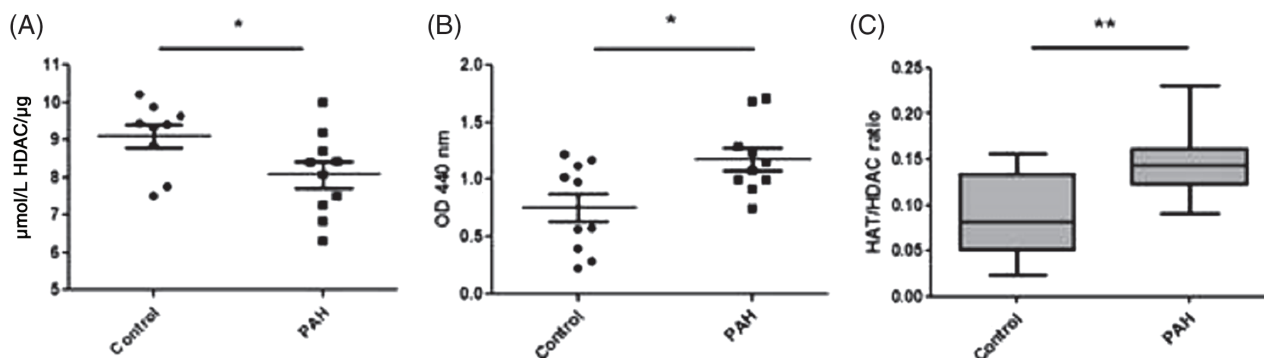 (A)
*
μmol/L HDAC/μg
11
10
9
8
7
6
5
Control
PAH
(B)
*
OD 440 nm
2.0
1.5
1.0
0.5
0.0
Control
PAH
(C)
**
HAT/HDAC ratio
0.25
0.20
0.15
0.10
0.05
0.00
Control
PAH